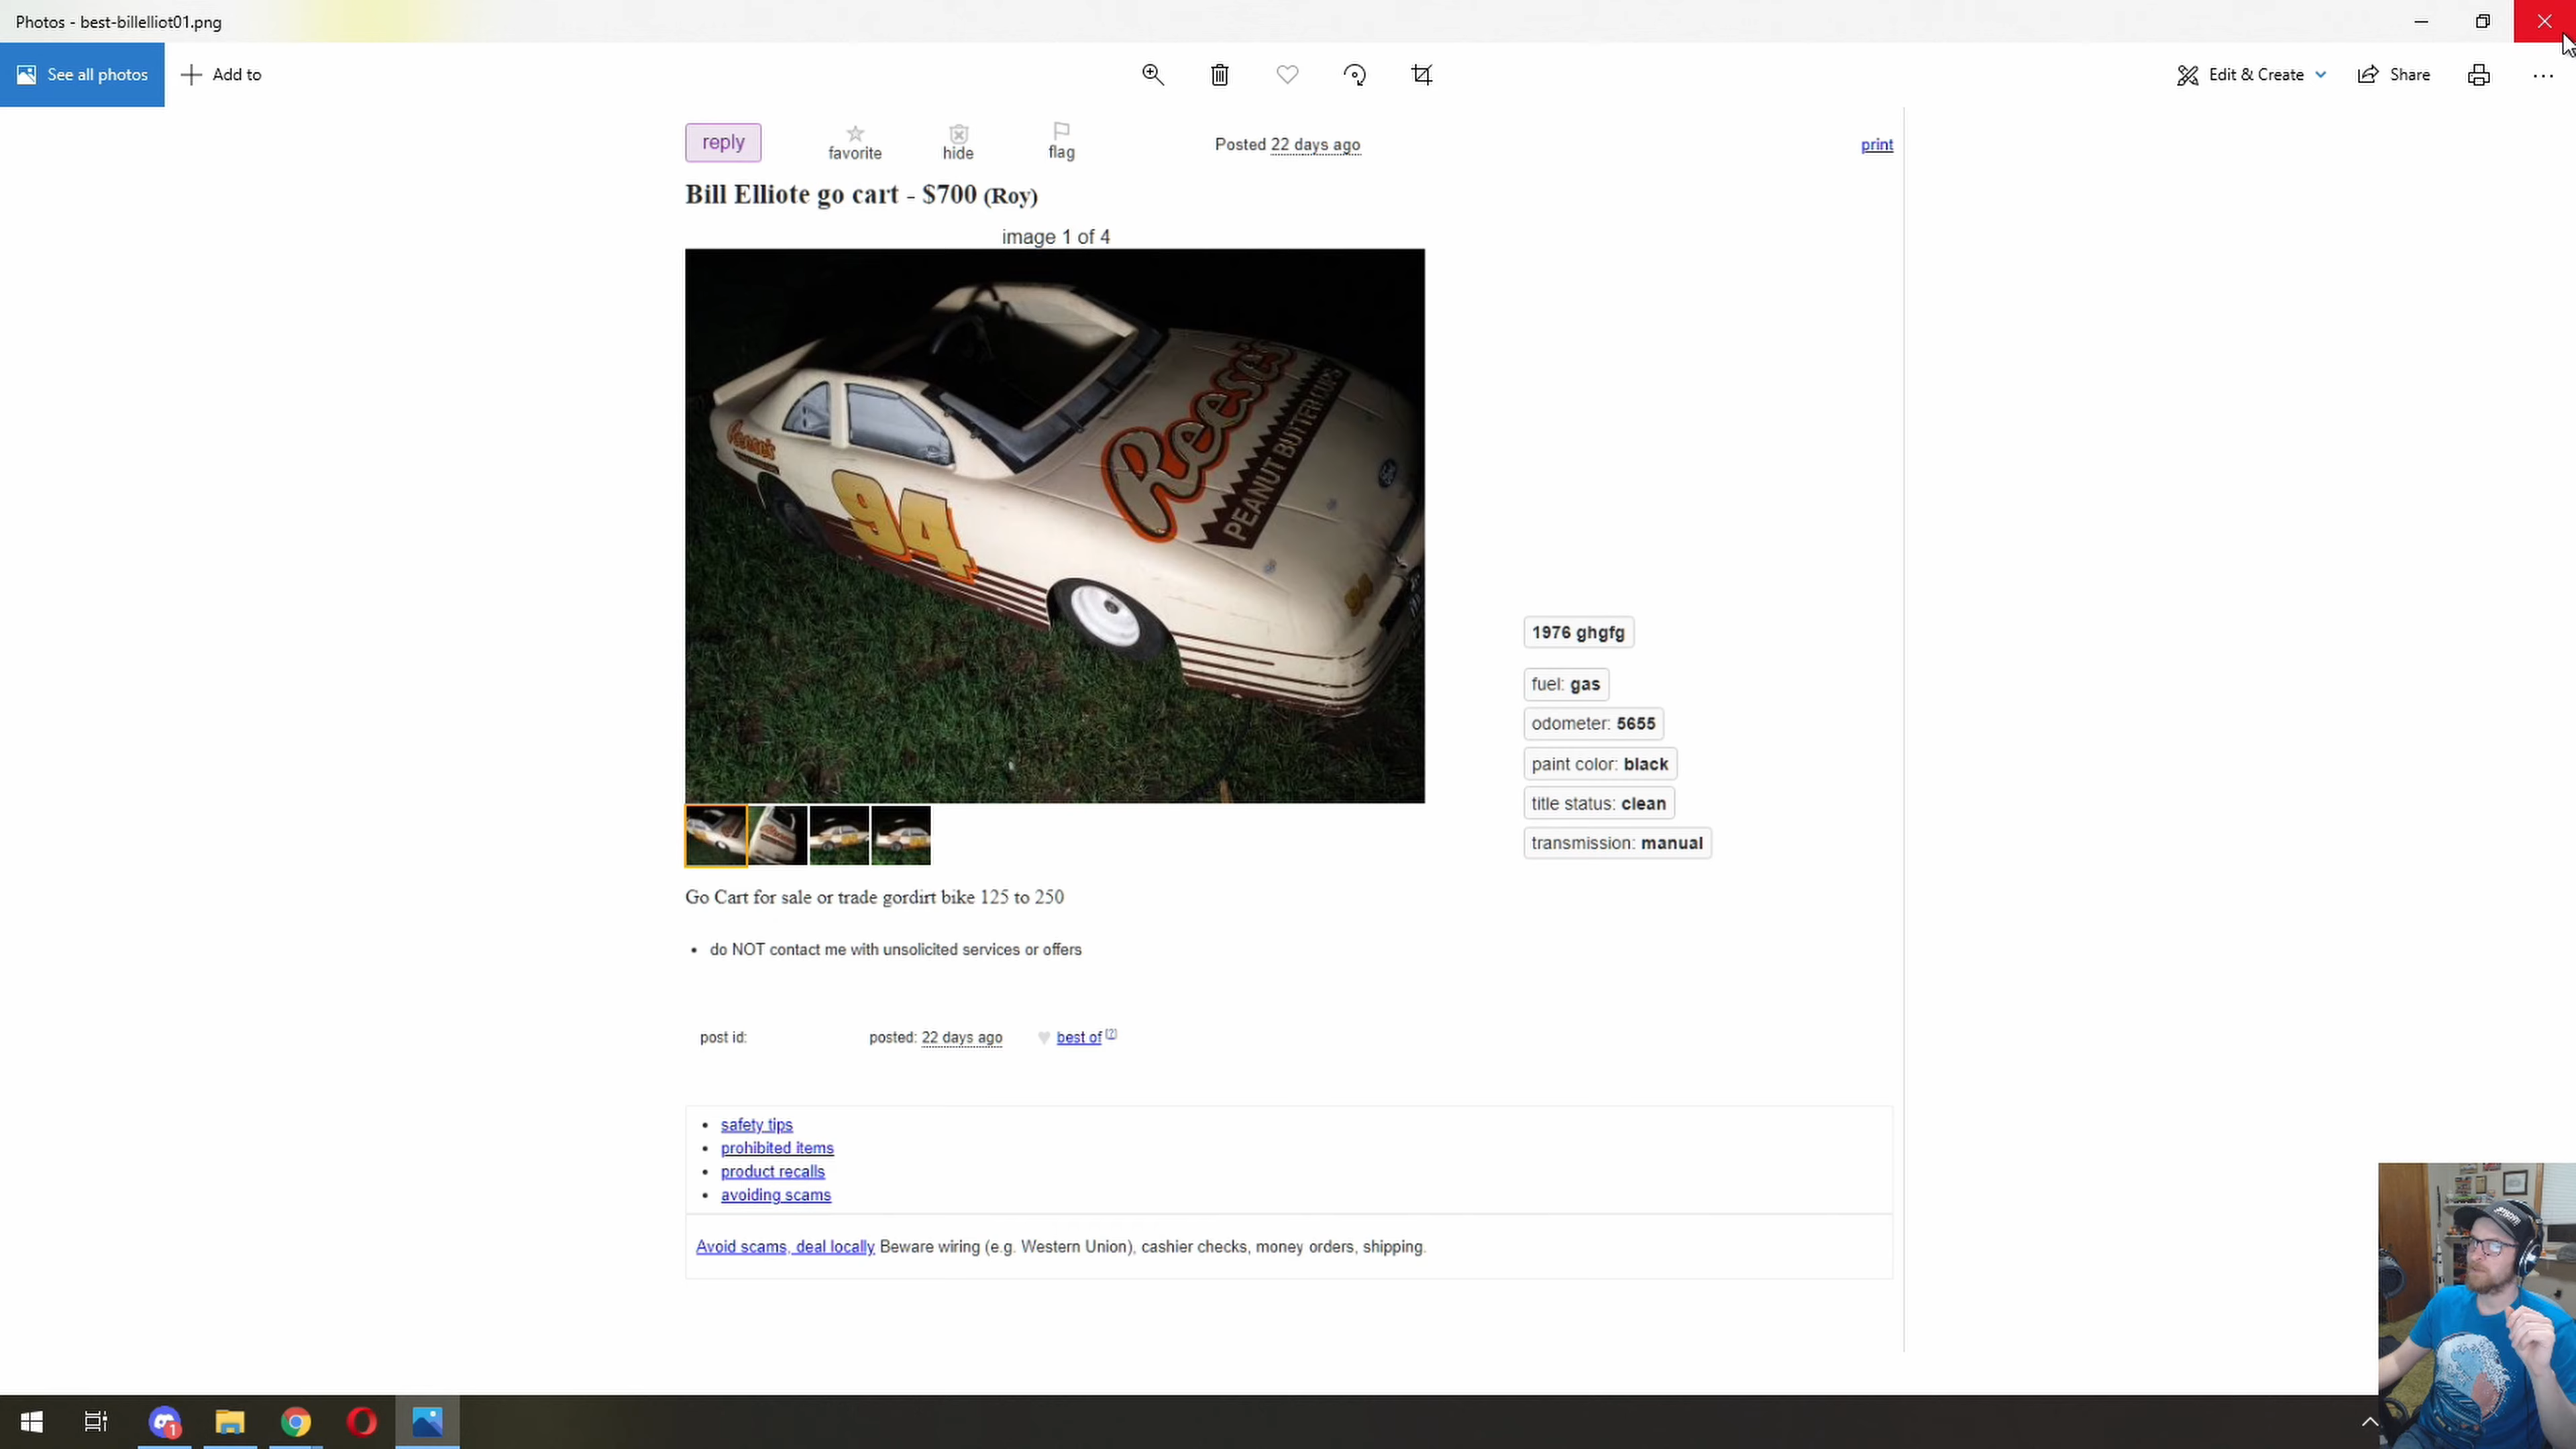 Photos - best-billelliot01.png
See all photos
Add to
Edit & Create
Share
reply
favorite
hide
flag
Posted 22 days ago
print
Bill Elliote go cart - $700 (Roy)
image 1 of 4
Reese's
PEANUT BUTTER CUPS
Reese's
94
94
1976 ghgfg
fuel: gas
odometer: 5655
paint color: black
title status: clean
transmission: manual
Go Cart for sale or trade gordirt bike 125 to 250
• do NOT contact me with unsolicited services or offers
post id:
posted: 22 days ago
best of [?]
• safety tips
• prohibited items
• product recalls
• avoiding scams
Avoid scams, deal locally Beware wiring (e.g. Western Union), cashier checks, money orders, shipping.
1